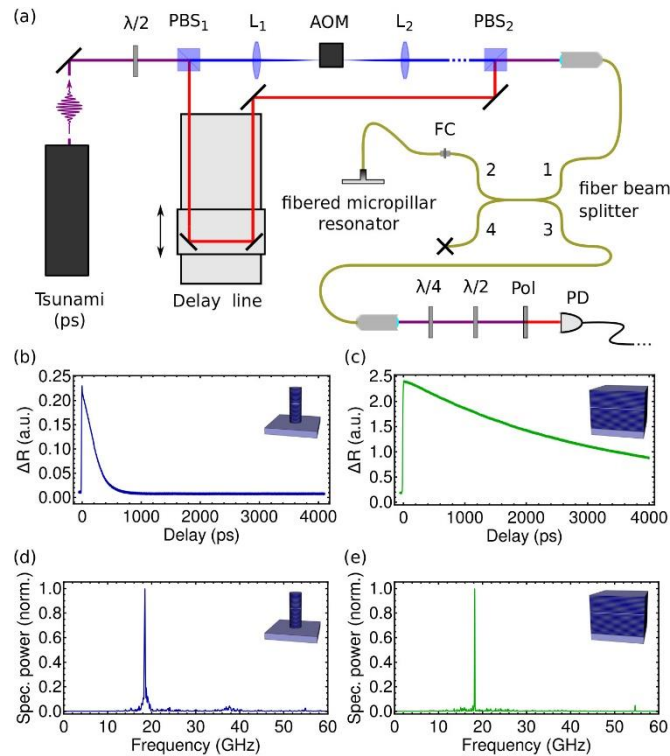 (a)
λ/2 PBS₁ L₁ AOM L₂ PBS₂
FC
2 1
fibered micropillar
resonator
fiber beam
splitter
4 3
Tsunami
(ps)
Delay line
λ/4 λ/2 Pol PD
(b)
ΔR (a.u.)
0.25
0.20
0.15
0.10
0.05
0.00
0 1000 2000 3000 4000
Delay (ps)
(c)
ΔR (a.u.)
2.5
2.0
1.5
1.0
0.5
0.0
0 1000 2000 3000 4000
Delay (ps)
(d)
Spec. power (norm.)
1.0
0.8
0.6
0.4
0.2
0.0
0 10 20 30 40 50 60
Frequency (GHz)
(e)
Spec. power (norm.)
1.0
0.8
0.6
0.4
0.2
0.0
0 10 20 30 40 50 60
Frequency (GHz)